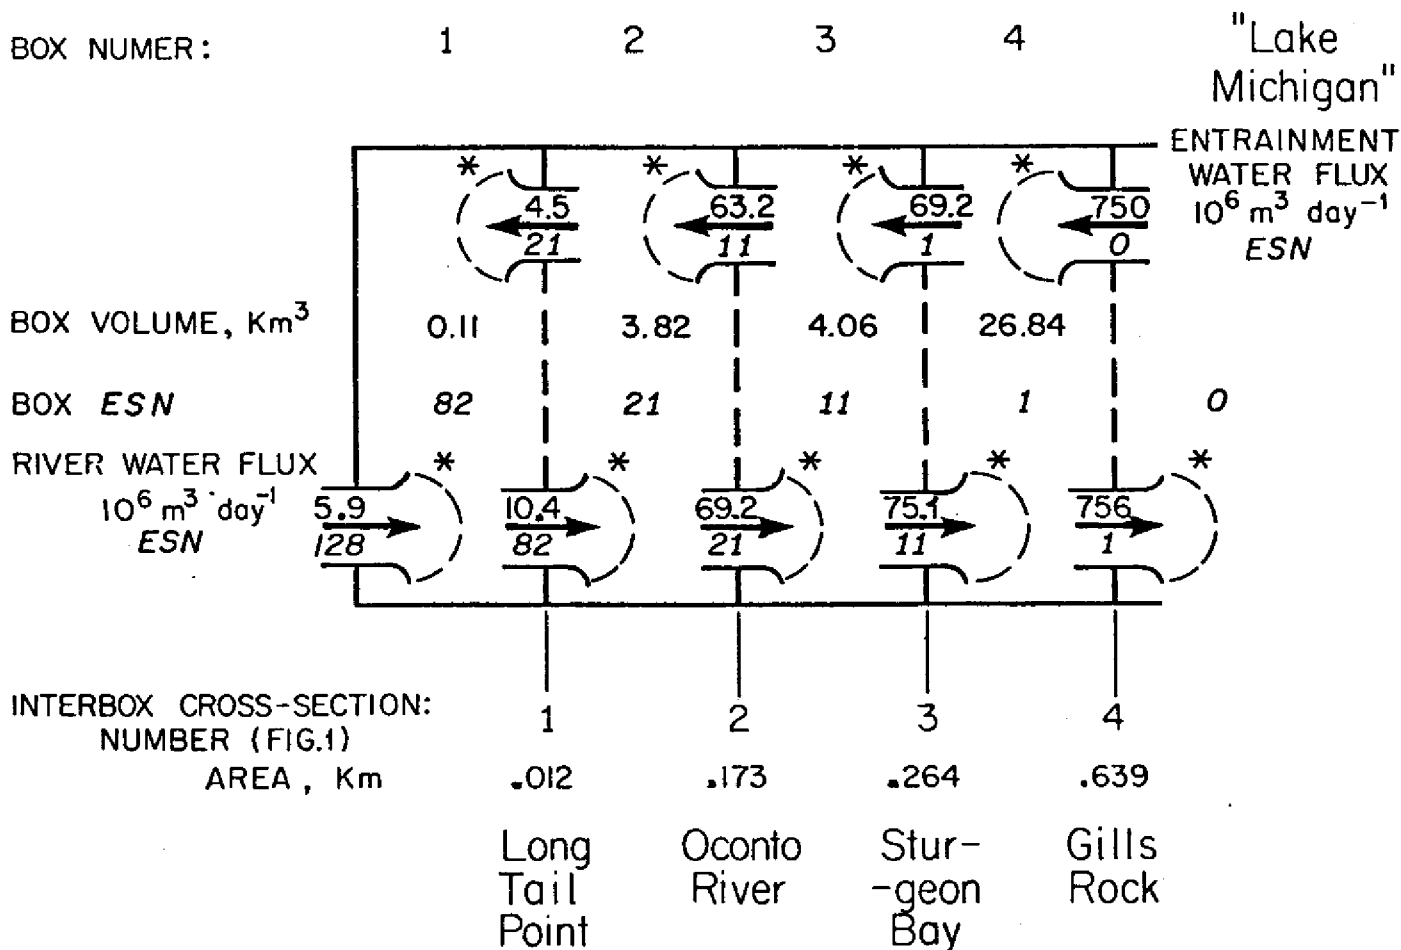 BOX NUMER: 1 2 3 4 "Lake
Michigan"
ENTRAINMENT
WATER FLUX
10⁶ m³ day⁻¹
ESN
* * * *
4.5 63.2 69.2 750
21 11 1 0
BOX VOLUME, Km³ 0.11 3.82 4.06 26.84
BOX ESN 82 21 11 1 0
RIVER WATER FLUX
10⁶ m³ day⁻¹
ESN
* * * * *
5.9 10.4 69.2 75.1 756
128 82 21 11 1
INTERBOX CROSS-SECTION:
NUMBER (FIG.1) 1 2 3 4
AREA, Km .012 .173 .264 .639
Long
Tail
Point
Oconto
River
Stur-
-geon
Bay
Gills
Rock